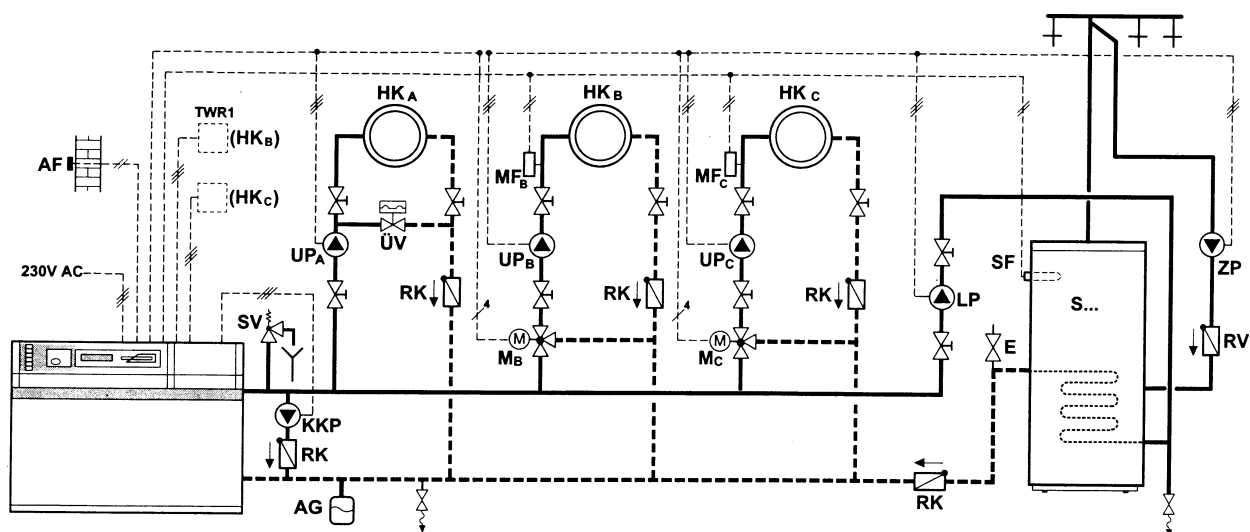 HK A
HK B
HK C
TWR1
(HK B)
AF
MF B
MF C
(HK C)
ÜV
UP A
UP B
UP C
SF
ZP
230V AC
RK
RK
RK
LP
S...
SV
4
4
M
M
E
RV
M B
M C
KKP
RK
AG
RK